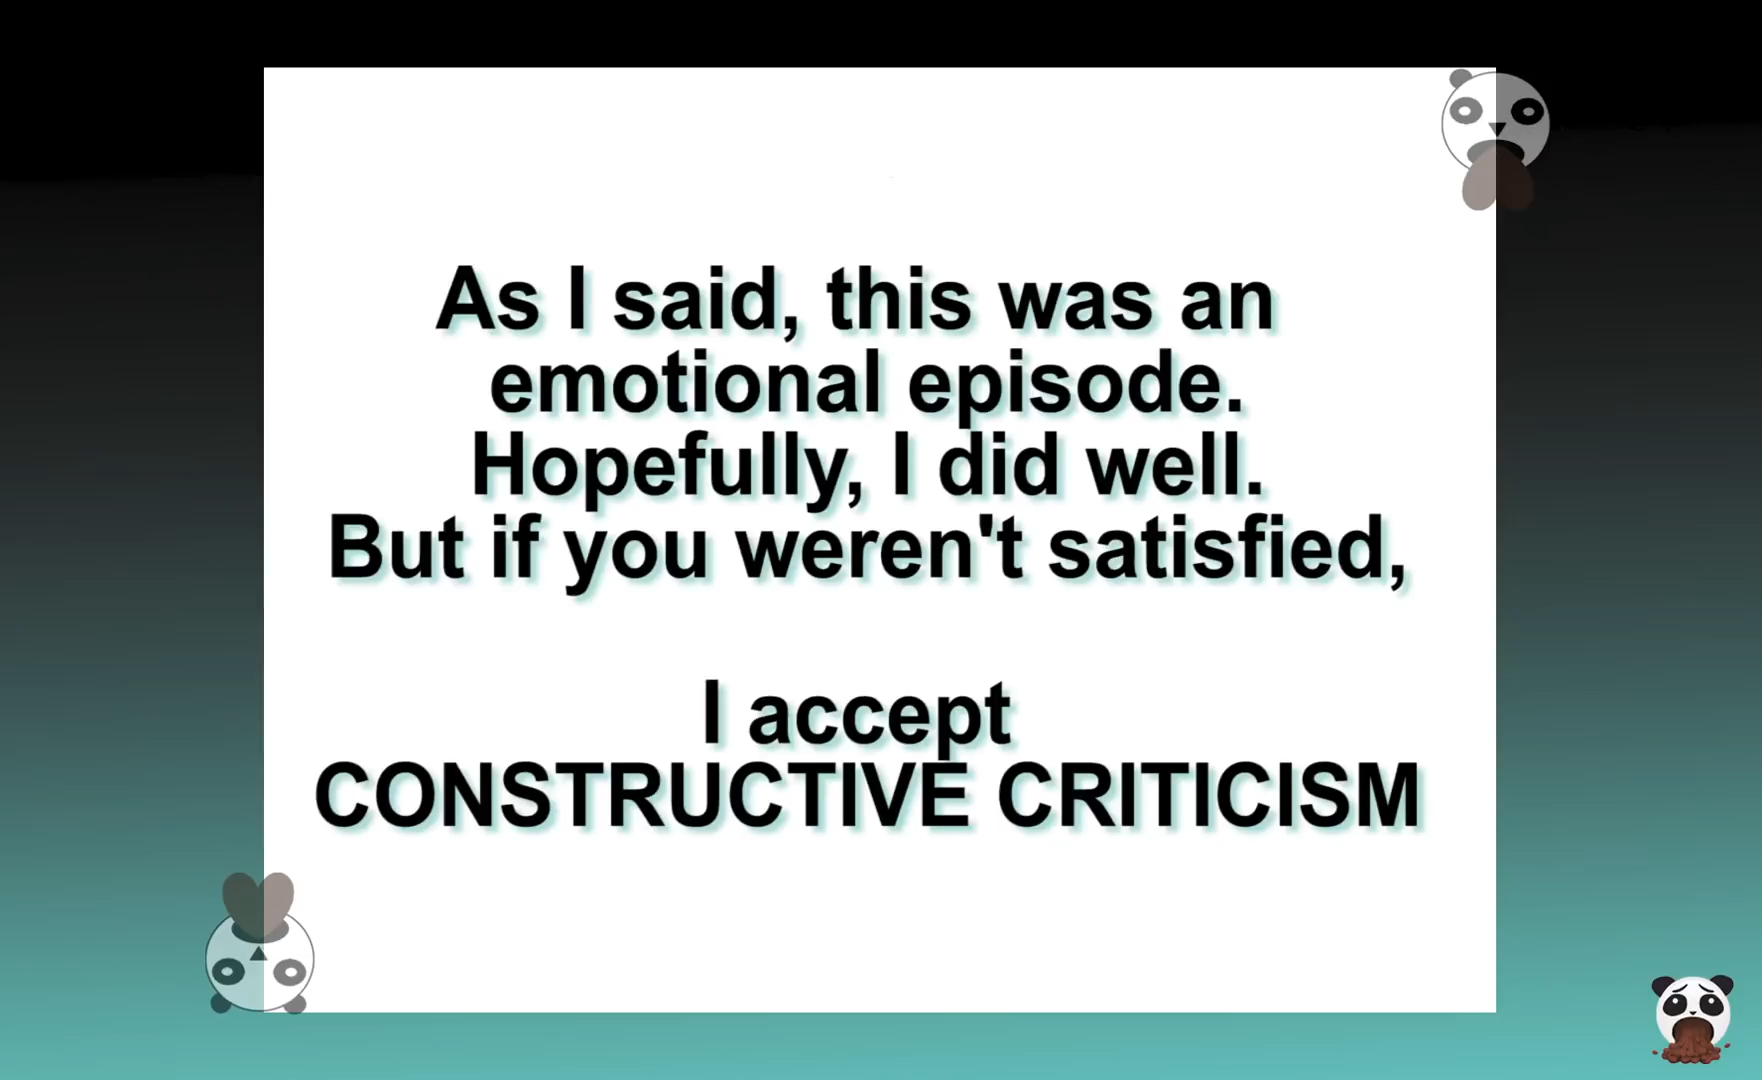 As I said, this was an
emotional episode.
Hopefully, I did well.
But if you weren't satisfied,
I accept
CONSTRUCTIVE CRITICISM